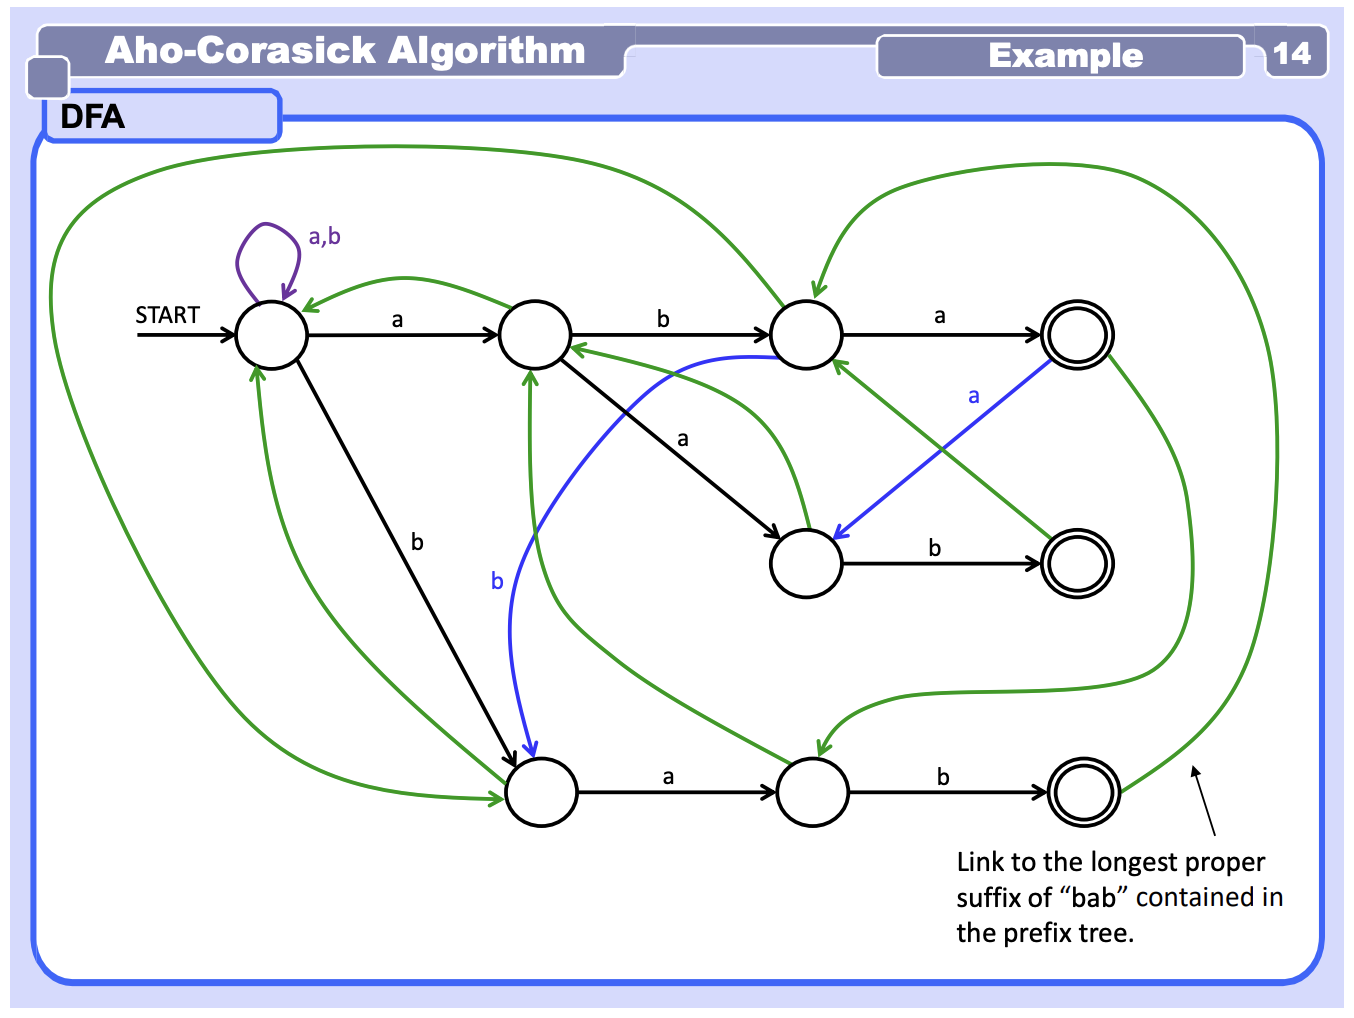 Aho-Corasick Algorithm
Example
14
DFA
a,b
START
a
b
a
a
a
b
b
b
a
b
Link to the longest proper
suffix of “bab” contained in
the prefix tree.